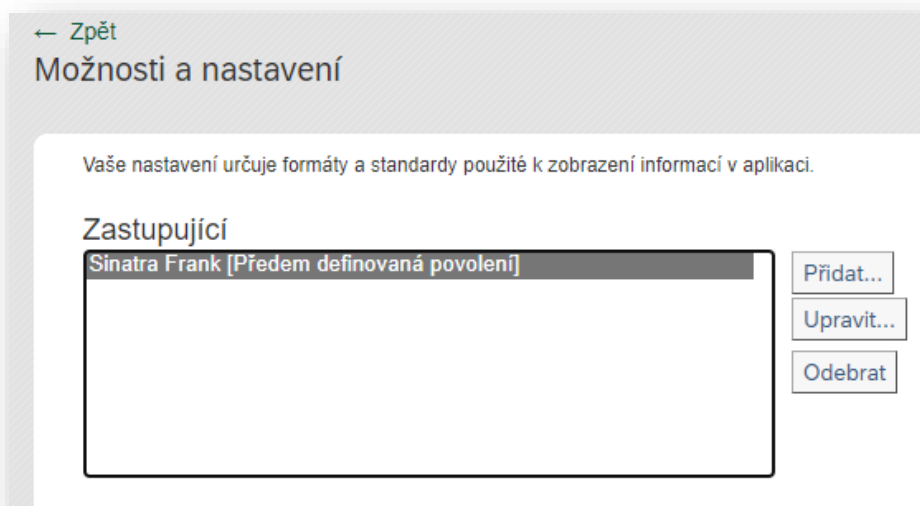 ← Zpět
Možnosti a nastavení
Vaše nastavení určuje formáty a standardy použité k zobrazení informací v aplikaci.
Zastupující
Sinatra Frank [Předem definovaná povolení]
Přidat...
Upravit...
Odebrat